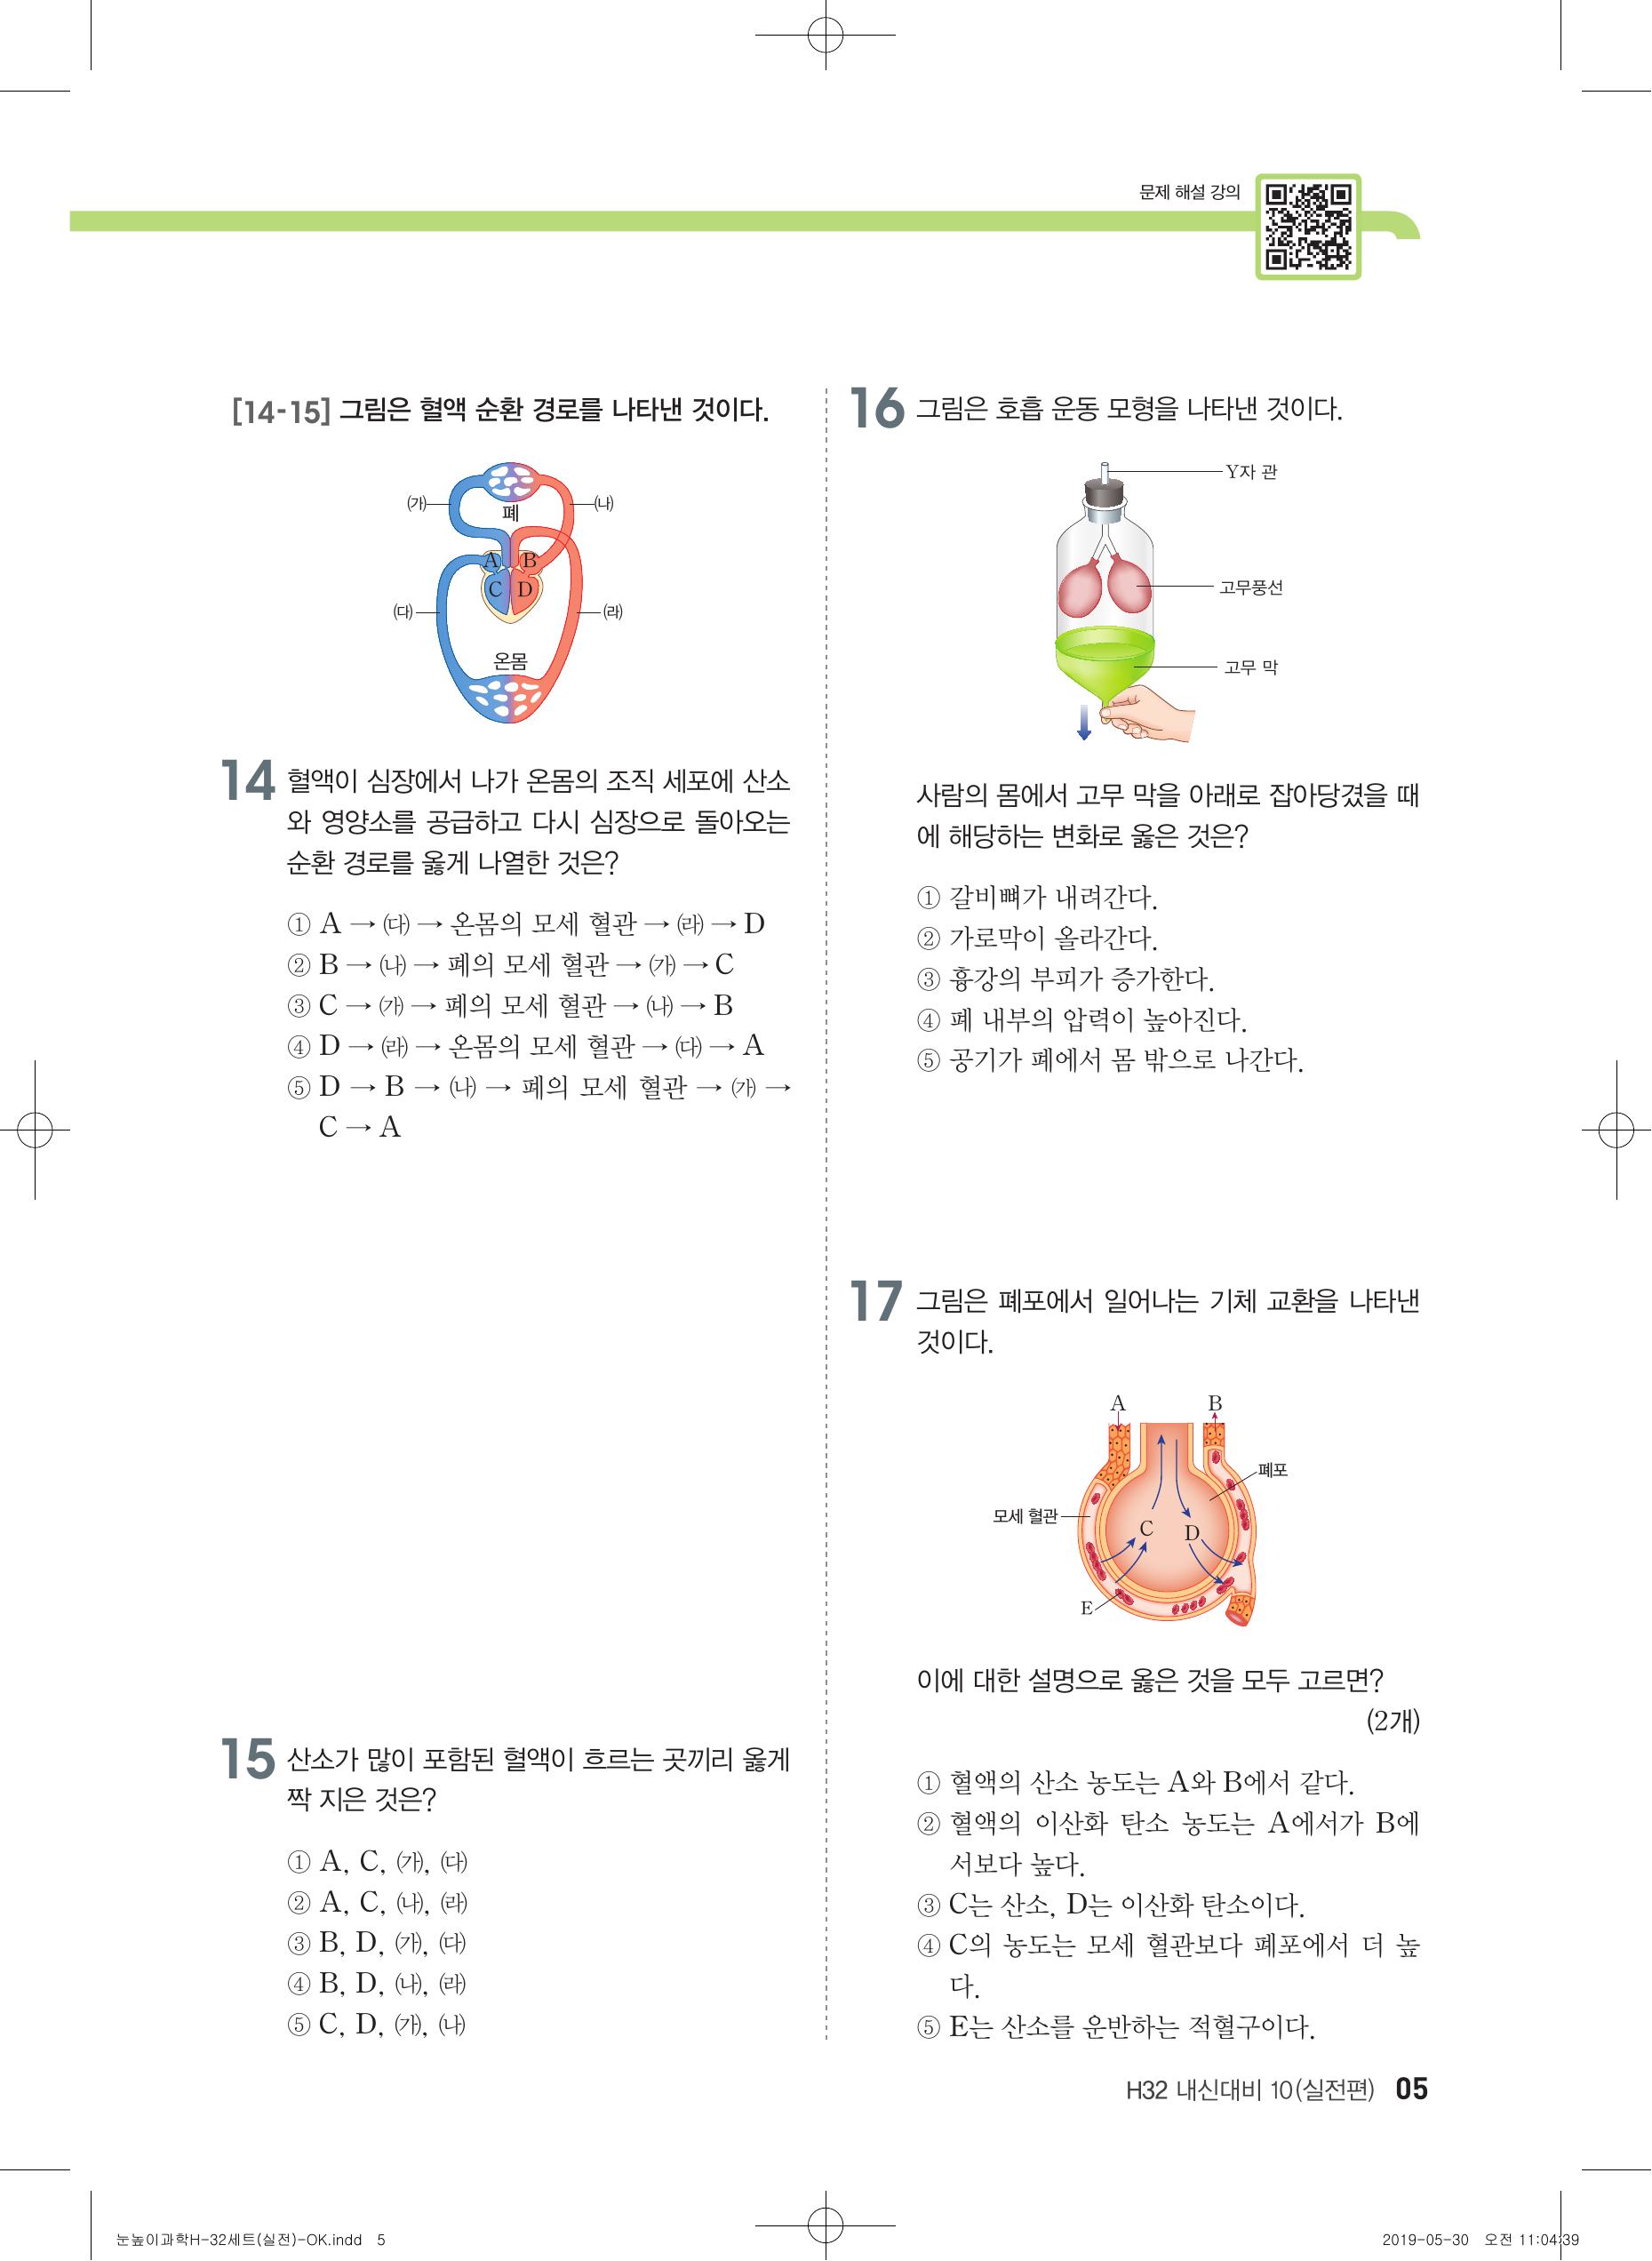 문제 해설 강의
[14-15] 그림은 혈액 순환 경로를 나타낸 것이다.
(가)
(나)
폐
A
B
C
D
(다)
(라)
온몸
14 혈액이 심장에서 나가 온몸의 조직 세포에 산소
와 영양소를 공급하고 다시 심장으로 돌아오는
순환 경로를 옳게 나열한 것은?
① A → (다) → 온몸의 모세 혈관 → (라) → D
② B → (나) → 폐의 모세 혈관 → (가) → C
③ C → (가) → 폐의 모세 혈관 → (나) → B
④ D → (라) → 온몸의 모세 혈관 → (다) → A
⑤ D → B → (나) → 폐의 모세 혈관 → (가) →
C → A
15 산소가 많이 포함된 혈액이 흐르는 곳끼리 옳게
짝 지은 것은?
① A, C, (가), (다)
② A, C, (나), (라)
③ B, D, (가), (다)
④ B, D, (나), (라)
⑤ C, D, (가), (나)
16 그림은 호흡 운동 모형을 나타낸 것이다.
Y자 관
고무풍선
고무 막
사람의 몸에서 고무 막을 아래로 잡아당겼을 때
에 해당하는 변화로 옳은 것은?
① 갈비뼈가 내려간다.
② 가로막이 올라간다.
③ 흉강의 부피가 증가한다.
④ 폐 내부의 압력이 높아진다.
⑤ 공기가 폐에서 몸 밖으로 나간다.
17 그림은 폐포에서 일어나는 기체 교환을 나타낸
것이다.
A
B
폐포
모세 혈관
C
D
E
이에 대한 설명으로 옳은 것을 모두 고르면?
(2개)
① 혈액의 산소 농도는 A와 B에서 같다.
② 혈액의 이산화 탄소 농도는 A에서가 B에
서보다 높다.
③ C는 산소, D는 이산화 탄소이다.
④ C의 농도는 모세 혈관보다 폐포에서 더 높
다.
⑤ E는 산소를 운반하는 적혈구이다.
H32 내신대비 10(실전편) 05
눈높이과학H-32세트(실전)-OK.indd 5
2019-05-30 오전 11:04:39